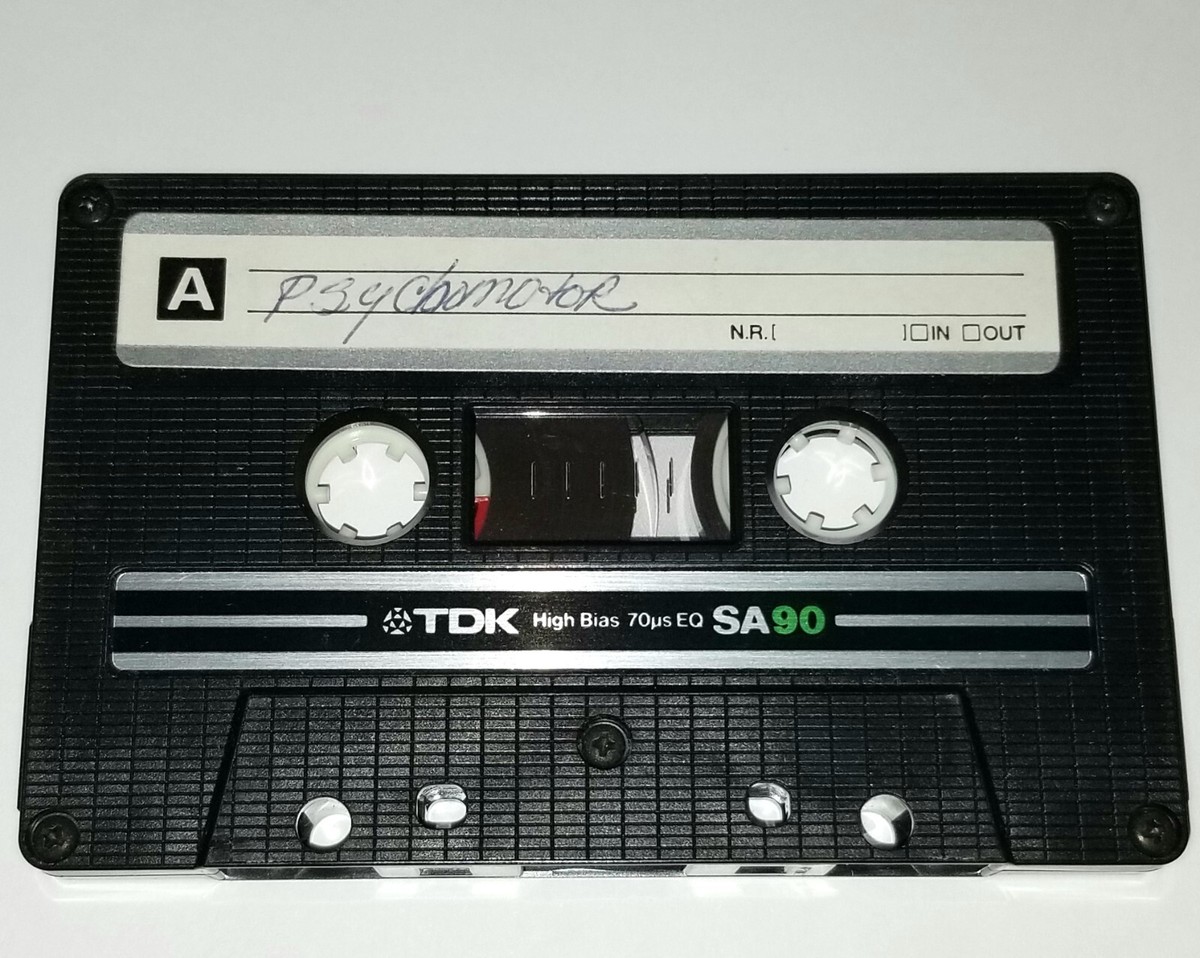 A
Psychomotor
N.R.[ ]□IN □OUT
TDK High Bias 70µs EQ SA90